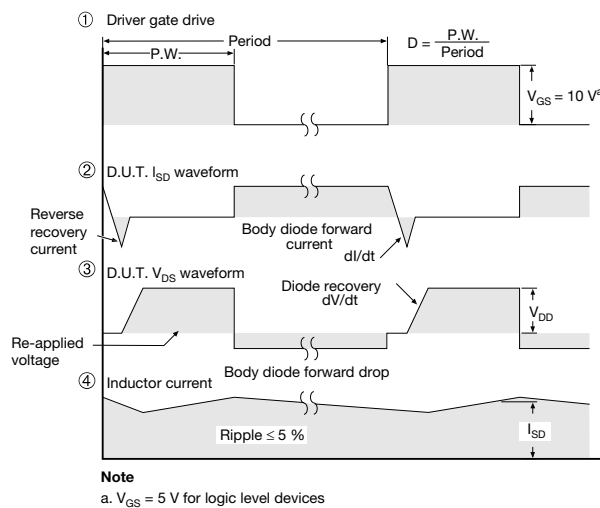 ① Driver gate drive
Period
P.W.
D = P.W. / Period
V_GS = 10 V^a
② D.U.T. I_SD waveform
Reverse
recovery
current
Body diode forward
current
dI/dt
③ D.U.T. V_DS waveform
Diode recovery
dV/dt
V_DD
Re-applied
voltage
Body diode forward drop
④ Inductor current
Ripple ≤ 5 %
I_SD
Note
a. V_GS = 5 V for logic level devices